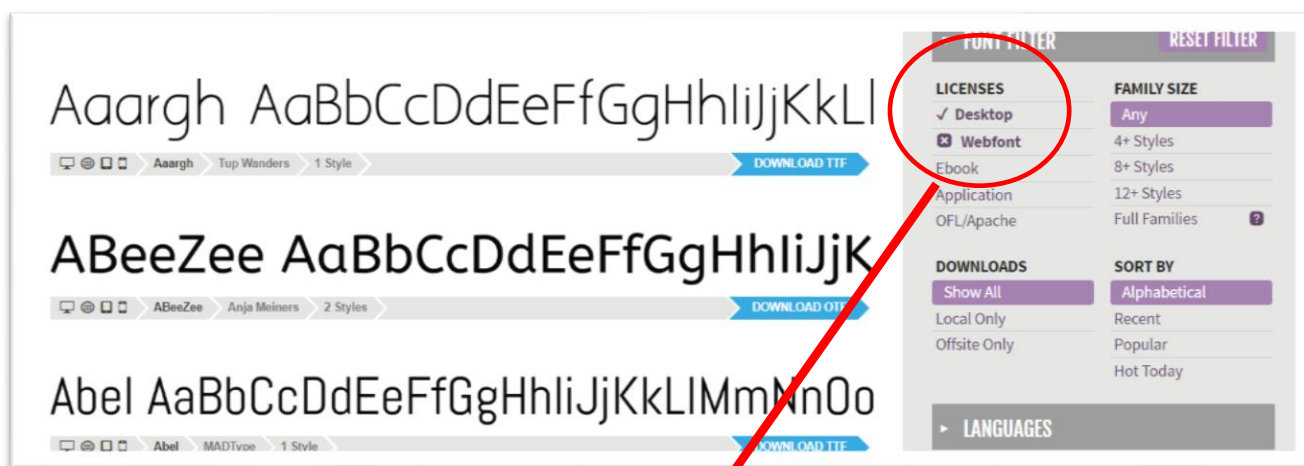 Aaargh AaBbCcDdEeFfGgHhIiJjKkLl
Aaargh Tup Wanders 1 Style DOWNLOAD TTF
ABeeZee AaBbCcDdEeFfGgHhIiJjK
ABeeZee Anja Meiners 2 Styles DOWNLOAD OTF
Abel AaBbCcDdEeFfGgHhIiJjKkLlMmNnOo
Abel MADType 1 Style DOWNLOAD TTF
FONT FILTER RESET FILTER
LICENSES
✓ Desktop
Webfont
Ebook
Application
OFL/Apache
FAMILY SIZE
Any
4+ Styles
8+ Styles
12+ Styles
Full Families ?
DOWNLOADS
Show All
Local Only
Offsite Only
SORT BY
Alphabetical
Recent
Popular
Hot Today
LANGUAGES